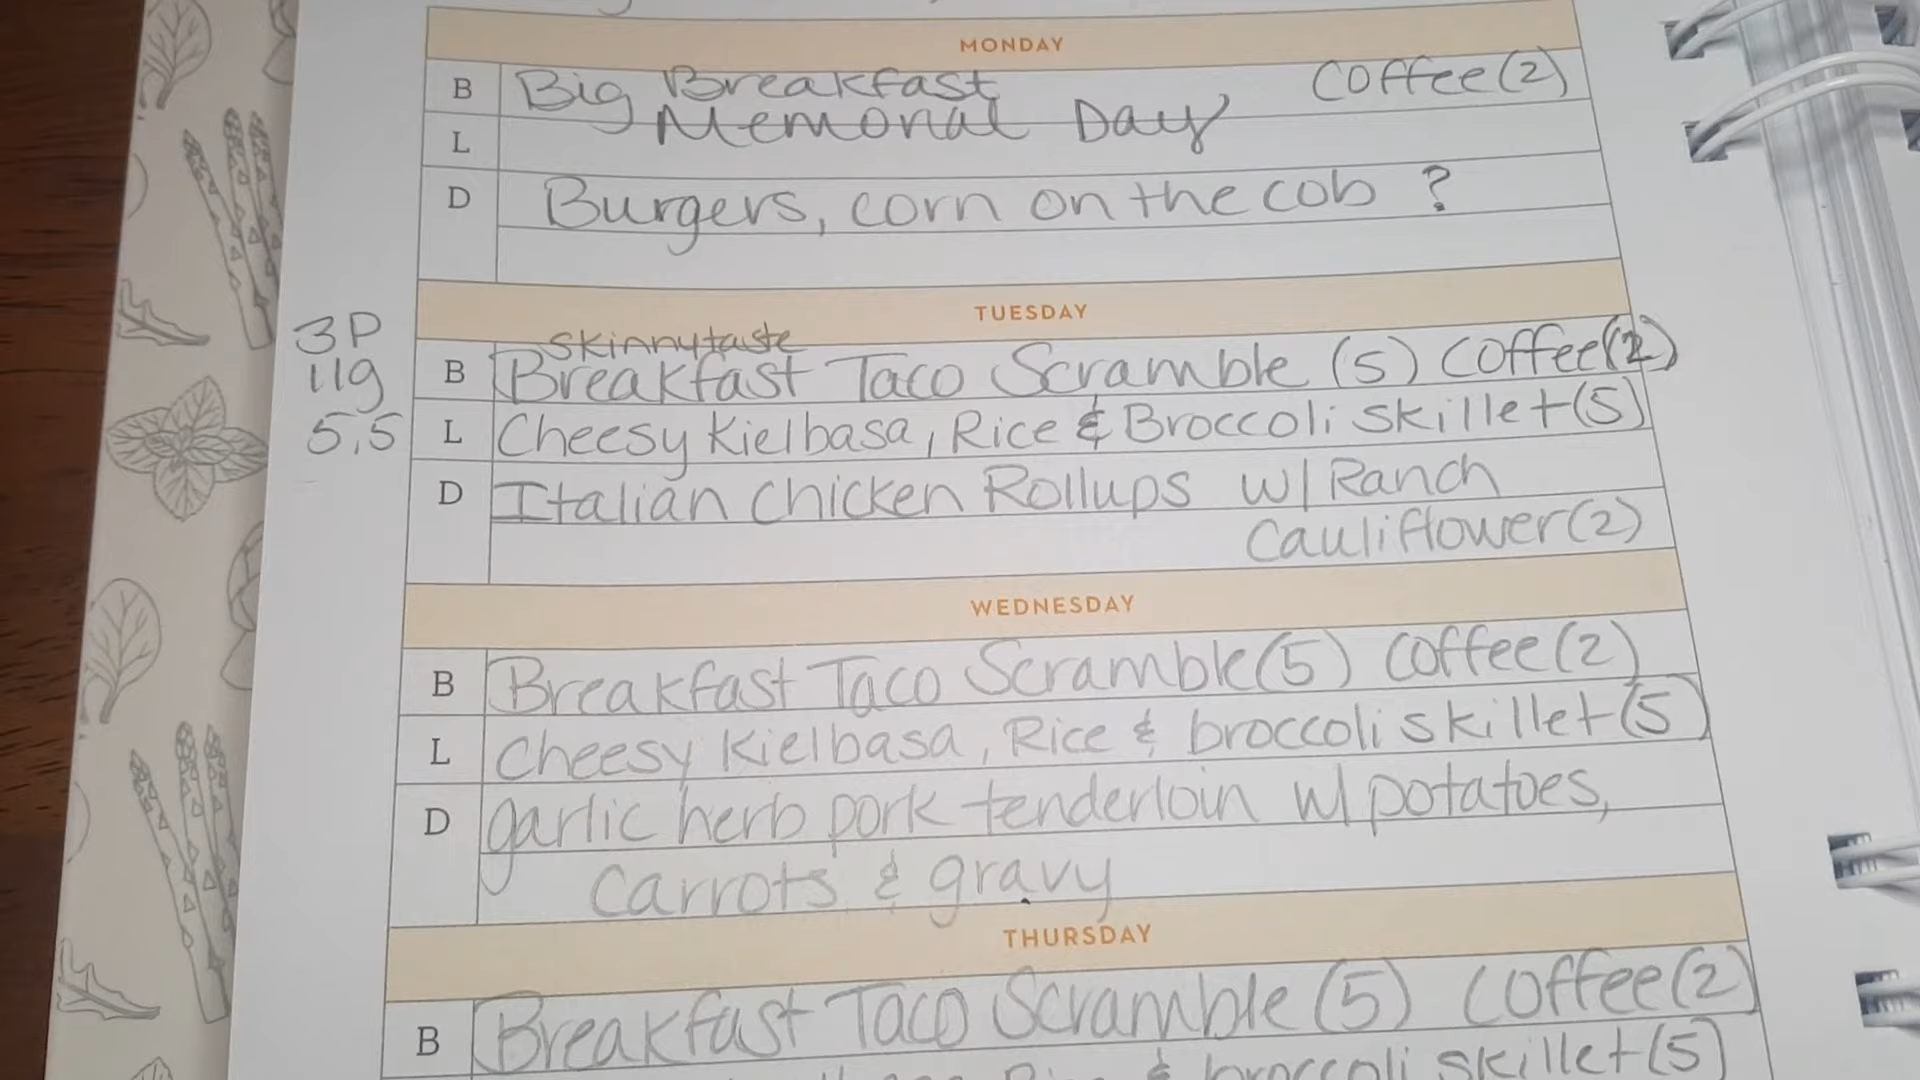 MONDAY
B Big Breakfast Coffee (2)
Memorial Day
L
D Burgers, corn on the cob ?
TUESDAY
3P
skinnytaste
11g
B Breakfast Taco Scramble (5) Coffee (2)
5,5
L Cheesy Kielbasa, Rice & Broccoli skillet (5)
D Italian Chicken Rollups w/ Ranch
Cauliflower (2)
WEDNESDAY
B Breakfast Taco Scramble (5) Coffee (2)
L Cheesy Kielbasa, Rice & broccoli skillet (5)
D garlic herb pork tenderloin w/ potatoes,
carrots & gravy
THURSDAY
B Breakfast Taco Scramble (5) Coffee (2)
& broccoli skillet (5)